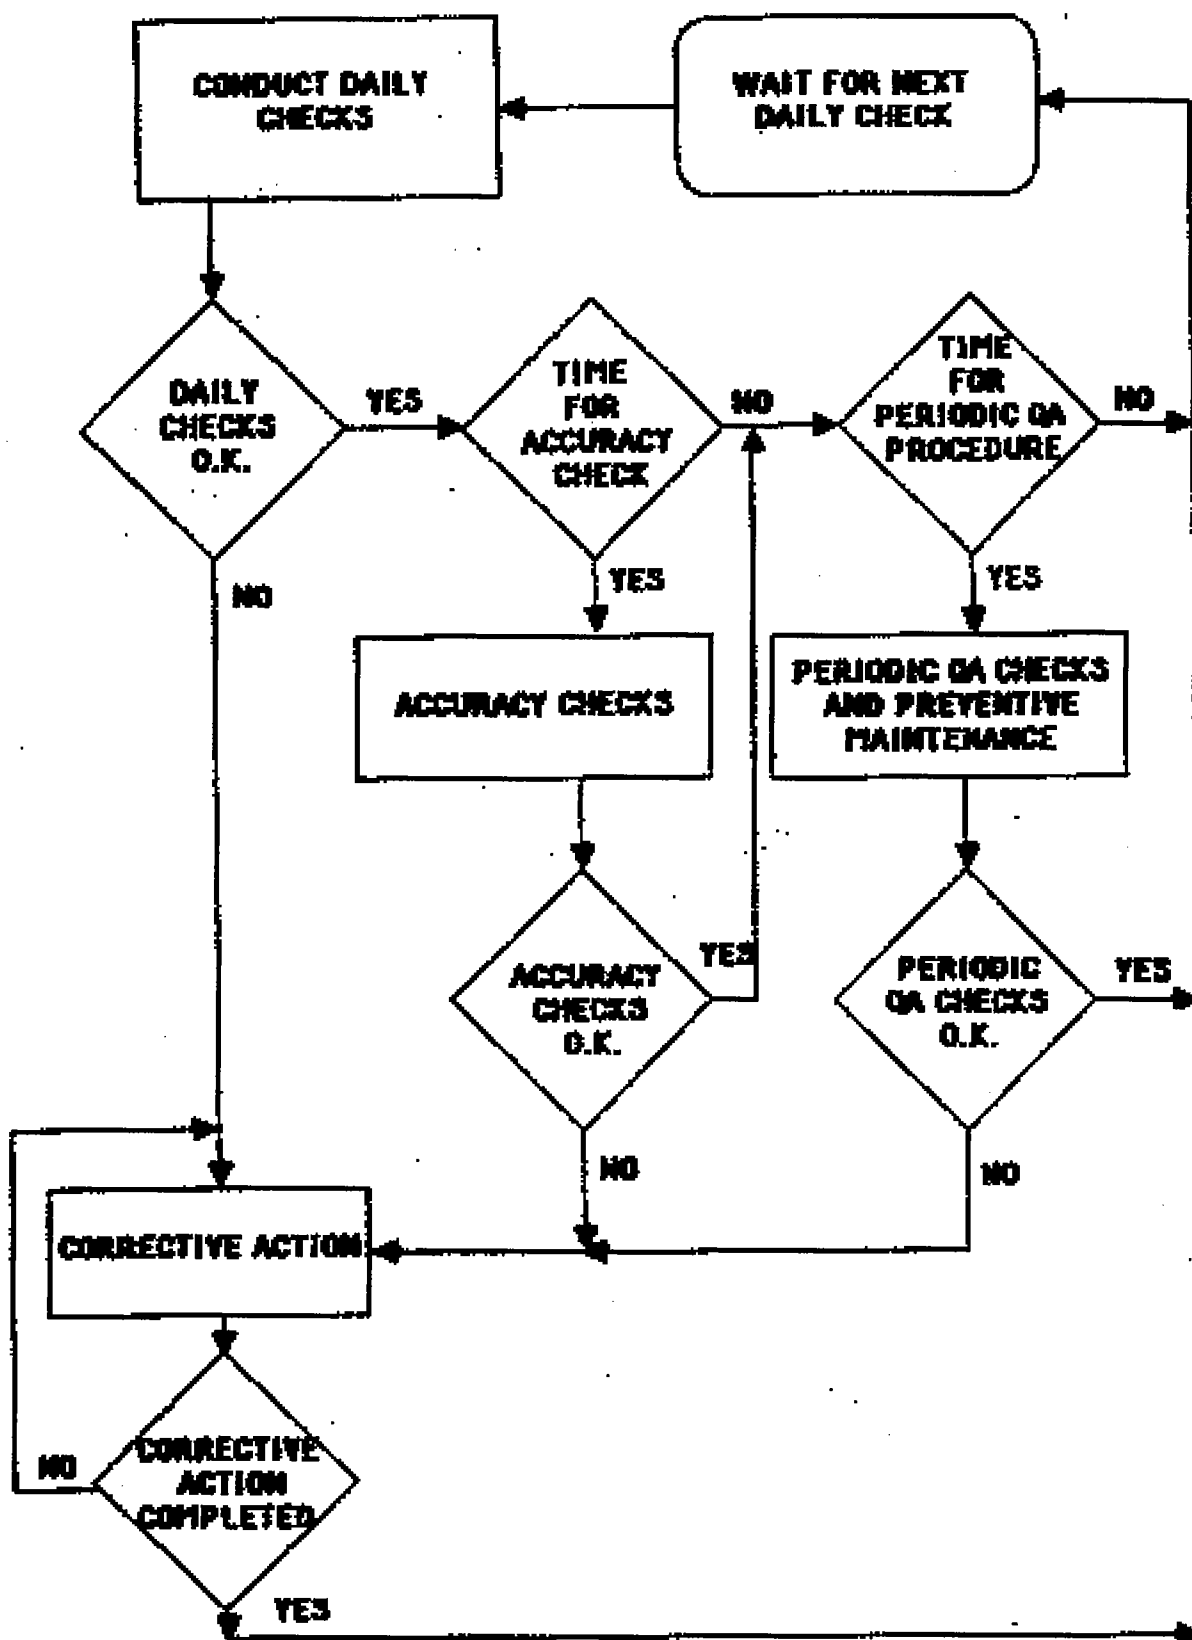 CONDUCT DAILY
CHECKS
WAIT FOR NEXT
DAILY CHECK
DAILY
CHECKS
O.K.
YES
TIME
FOR
ACCURACY
CHECK
NO
TIME
FOR
PERIODIC QA
PROCEDURE
NO
NO
YES
YES
ACCURACY CHECKS
PERIODIC QA CHECKS
AND PREVENTIVE
MAINTENANCE
ACCURACY
CHECKS
O.K.
YES
PERIODIC
QA CHECKS
O.K.
YES
NO
NO
CORRECTIVE ACTION
CORRECTIVE
ACTION
COMPLETED
NO
YES